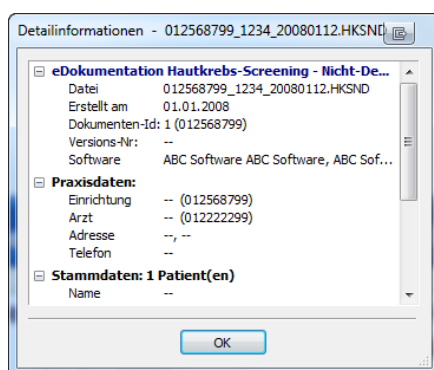 Detailinformationen - 012568799_1234_20080112.HKSND
eDokumentation Hautkrebs-Screening - Nicht-De...
Datei 012568799_1234_20080112.HKSND
Erstellt am 01.01.2008
Dokumenten-Id: 1 (012568799)
Versions-Nr: --
Software ABC Software ABC Software, ABC Sof...
Praxisdaten:
Einrichtung -- (012568799)
Arzt -- (012222299)
Adresse --, --
Telefon --
Stammdaten: 1 Patient(en)
Name --
OK